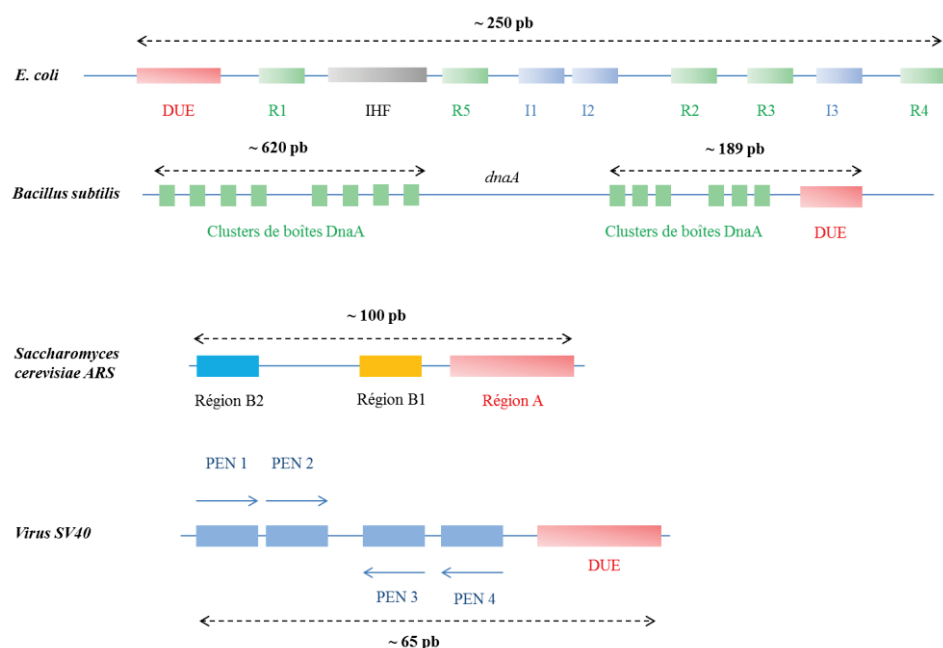 ~ 250 pb
E. coli
DUE R1 IHF R5 I1 I2 R2 R3 I3 R4
~ 620 pb ~ 189 pb
Bacillus subtilis
dnaA
Clusters de boîtes DnaA Clusters de boîtes DnaA DUE
~ 100 pb
Saccharomyces
cerevisiae ARS
Région B2 Région B1 Région A
PEN 1 PEN 2
Virus SV40
DUE
PEN 3 PEN 4
~ 65 pb